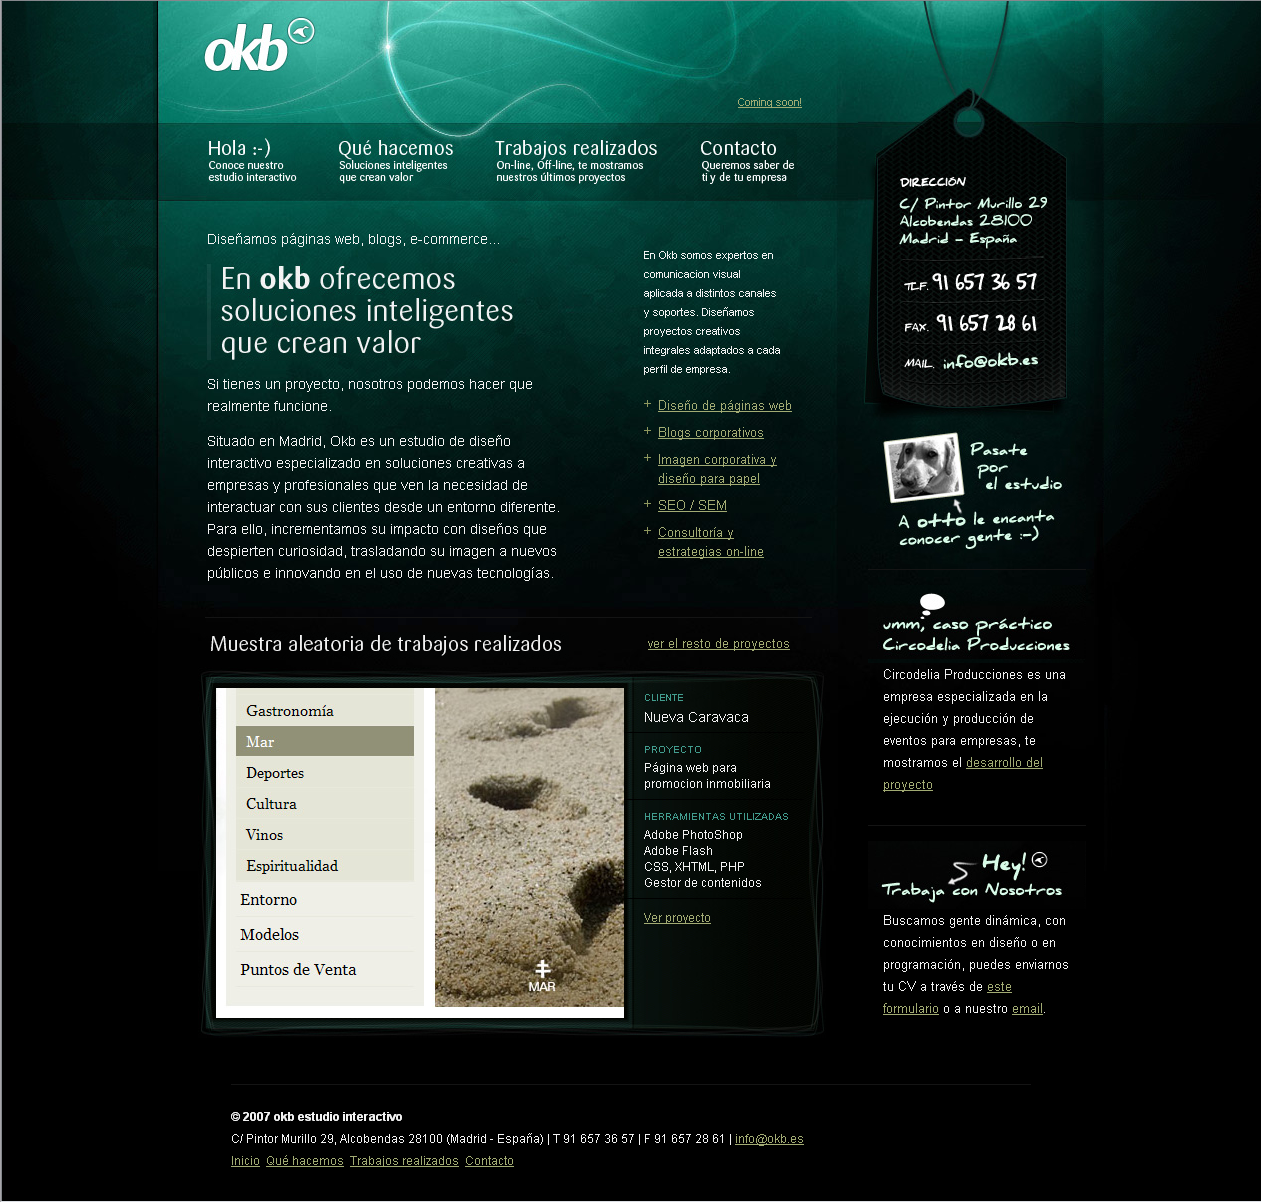 okb
Coming soon!
Hola :-)
Conoce nuestro
estudio interactivo
Qué hacemos
Soluciones inteligentes
que crean valor
Trabajos realizados
On-line, Off-line, te mostramos
nuestros últimos proyectos
Contacto
Queremos saber de
ti y de tu empresa
Diseñamos páginas web, blogs, e-commerce...
En okb ofrecemos
soluciones inteligentes
que crean valor
Si tienes un proyecto, nosotros podemos hacer que
realmente funcione.
Situado en Madrid, Okb es un estudio de diseño
interactivo especializado en soluciones creativas a
empresas y profesionales que ven la necesidad de
interactuar con sus clientes desde un entorno diferente.
Para ello, incrementamos su impacto con diseños que
despierten curiosidad, trasladando su imagen a nuevos
públicos e innovando en el uso de nuevas tecnologías.
En Okb somos expertos en
comunicacion visual
aplicada a distintos canales
y soportes. Diseñamos
proyectos creativos
integrales adaptados a cada
perfil de empresa.
+ Diseño de páginas web
+ Blogs corporativos
+ Imagen corporativa y
diseño para papel
+ SEO / SEM
+ Consultoría y
estrategias on-line
DIRECCIÓN
C/ Pintor Murillo 29
Alcobendas 28100
Madrid - España
TLF. 91 657 36 57
FAX. 91 657 28 61
MAIL. info@okb.es
Pasate
por
el estudio
A otto le encanta
conocer gente :-)
umm, caso práctico
Circodelia Producciones
Circodelia Producciones es una
empresa especializada en la
ejecución y producción de
eventos para empresas, te
mostramos el desarrollo del
proyecto
Hey!
Trabaja con Nosotros
Buscamos gente dinámica, con
conocimientos en diseño o en
programación, puedes enviarnos
tu CV a través de este
formulario o a nuestro email.
Muestra aleatoria de trabajos realizados
ver el resto de proyectos
Gastronomía
Mar
Deportes
Cultura
Vinos
Espiritualidad
Entorno
Modelos
Puntos de Venta
MAR
CLIENTE
Nueva Caravaca
PROYECTO
Página web para
promocion inmobiliaria
HERRAMIENTAS UTILIZADAS
Adobe PhotoShop
Adobe Flash
CSS, XHTML, PHP
Gestor de contenidos
Ver proyecto
© 2007 okb estudio interactivo
C/ Pintor Murillo 29, Alcobendas 28100 (Madrid - España) | T 91 657 36 57 | F 91 657 28 61 | info@okb.es
Inicio Qué hacemos Trabajos realizados Contacto